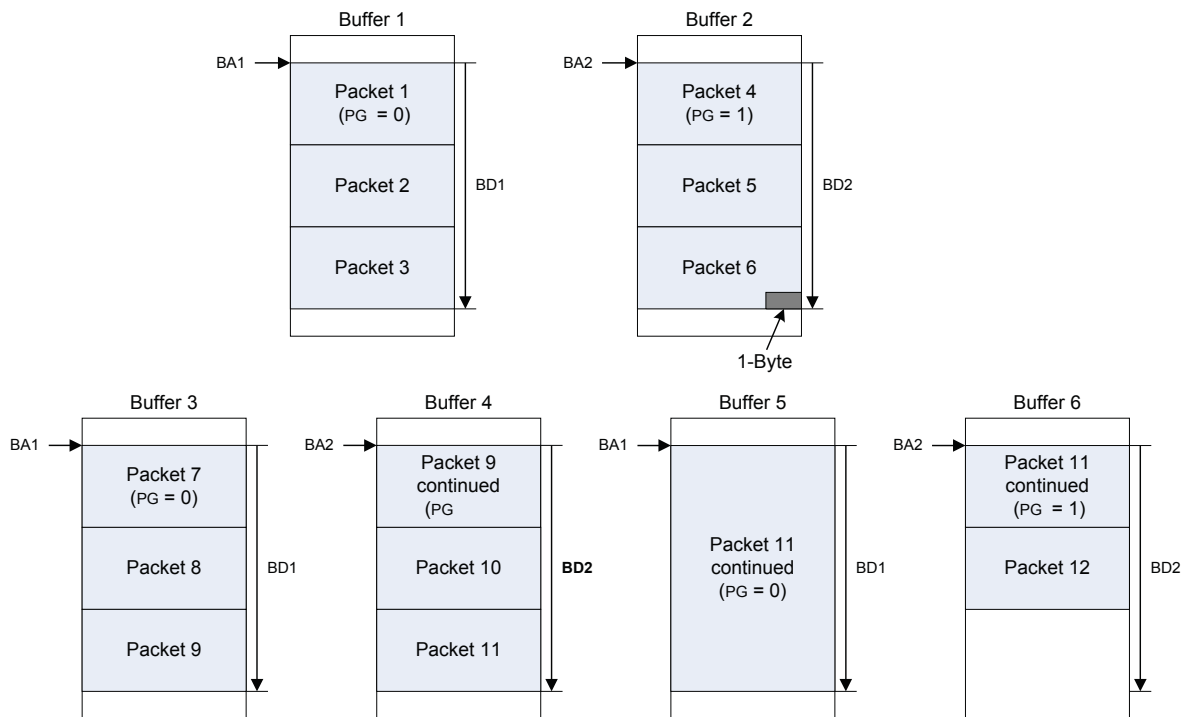 Buffer 1
BA1
Packet 1
(PG = 0)
Packet 2
Packet 3
BD1
Buffer 2
BA2
Packet 4
(PG = 1)
Packet 5
Packet 6
BD2
1-Byte
Buffer 3
BA1
Packet 7
(PG = 0)
Packet 8
Packet 9
BD1
Buffer 4
BA2
Packet 9
continued
(PG
Packet 10
Packet 11
BD2
Buffer 5
BA1
Packet 11
continued
(PG = 0)
BD1
Buffer 6
BA2
Packet 11
continued
(PG = 1)
Packet 12
BD2